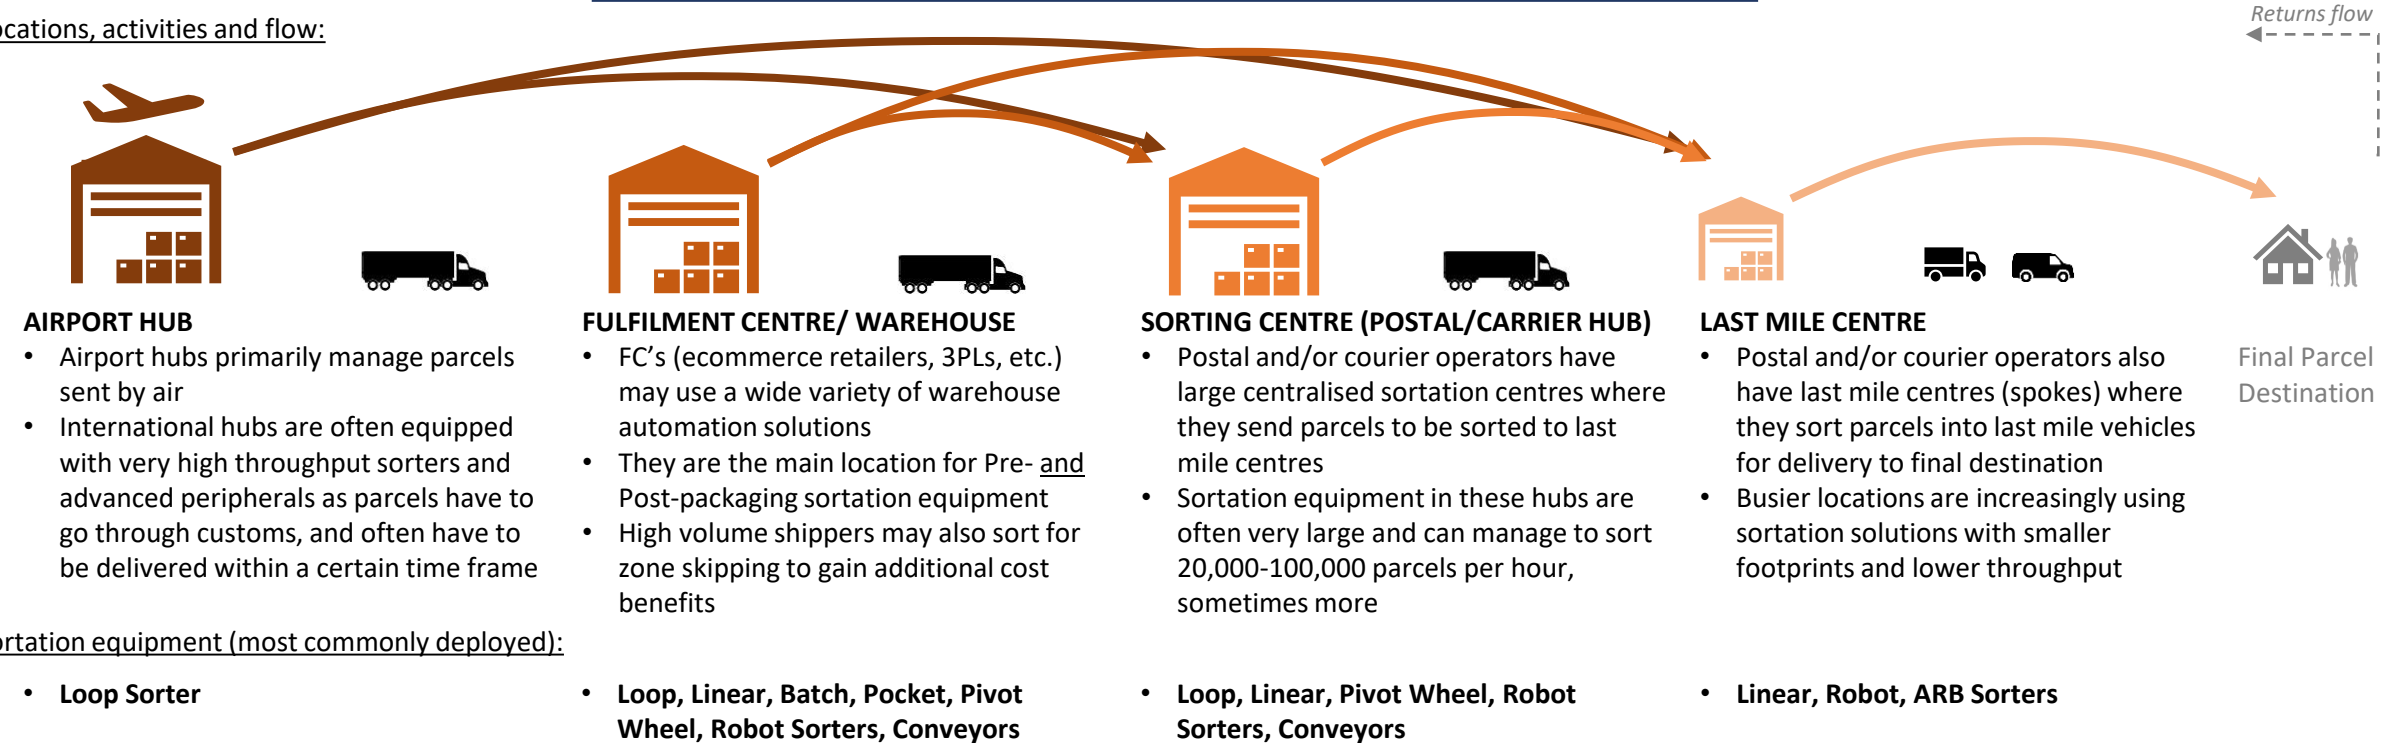 ocations, activities and flow:
Returns flow
AIRPORT HUB
• Airport hubs primarily manage parcels
sent by air
• International hubs are often equipped
with very high throughput sorters and
advanced peripherals as parcels have to
go through customs, and often have to
be delivered within a certain time frame
FULFILMENT CENTRE/ WAREHOUSE
• FC's (ecommerce retailers, 3PLs, etc.)
may use a wide variety of warehouse
automation solutions
• They are the main location for Pre- and
Post-packaging sortation equipment
• High volume shippers may also sort for
zone skipping to gain additional cost
benefits
SORTING CENTRE (POSTAL/CARRIER HUB)
• Postal and/or courier operators have
large centralised sortation centres where
they send parcels to be sorted to last
mile centres
• Sortation equipment in these hubs are
often very large and can manage to sort
20,000-100,000 parcels per hour,
sometimes more
LAST MILE CENTRE
• Postal and/or courier operators also
have last mile centres (spokes) where
they sort parcels into last mile vehicles
for delivery to final destination
• Busier locations are increasingly using
sortation solutions with smaller
footprints and lower throughput
Final Parcel
Destination
ortation equipment (most commonly deployed):
• Loop Sorter
• Loop, Linear, Batch, Pocket, Pivot
Wheel, Robot Sorters, Conveyors
• Loop, Linear, Pivot Wheel, Robot
Sorters, Conveyors
• Linear, Robot, ARB Sorters